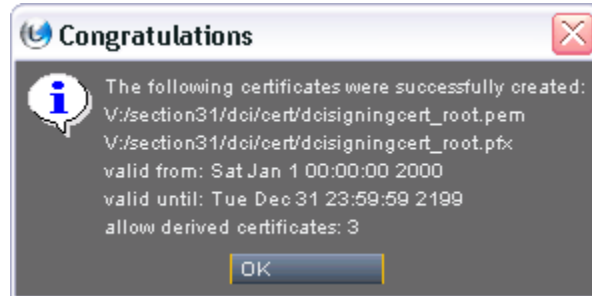 Congratulations
The following certificates were successfully created:
V:/section31/dci/cert/dcisigningcert_root.pem
V:/section31/dci/cert/dcisigningcert_root.pfx
valid from: Sat Jan 1 00:00:00 2000
valid until: Tue Dec 31 23:59:59 2199
allow derived certificates: 3
OK